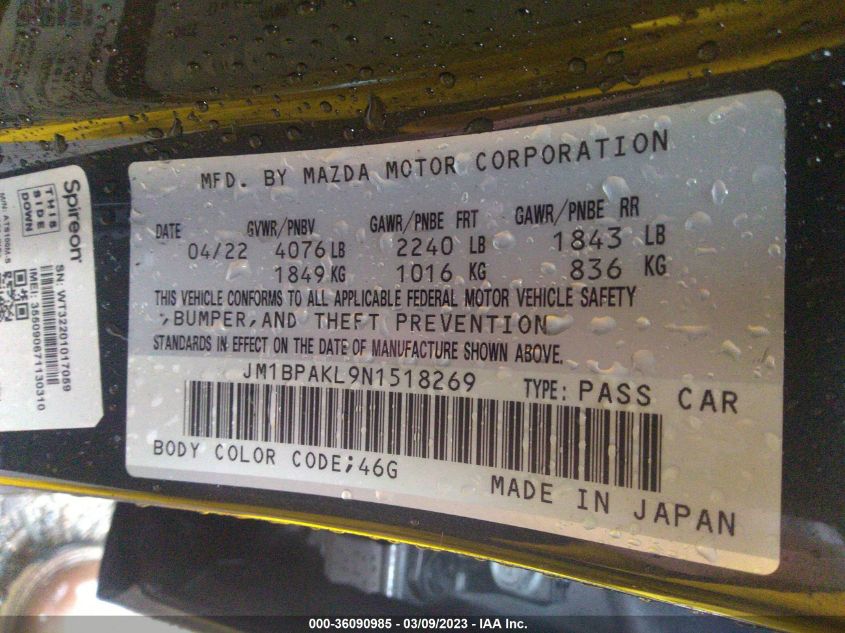 MFD. BY MAZDA MOTOR CORPORATION
DATE GVWR/PNBV GAWR/PNBE FRT GAWR/PNBE RR
04/22 4076 LB 2240 LB 1843 LB
1849 KG 1016 KG 836 KG
THIS VEHICLE CONFORMS TO ALL APPLICABLE FEDERAL MOTOR VEHICLE SAFETY
,BUMPER,AND THEFT PREVENTION
STANDARDS IN EFFECT ON THE DATE OF MANUFACTURE SHOWN ABOVE.
JM1BPAKL9N1518269 TYPE: PASS CAR
BODY COLOR CODE;46G
MADE IN JAPAN
Spireon
THIS
SIDE
DOWN
SN: WT32201017059
IMEI: 355090871130310
000-36090985 - 03/09/2023 - IAA Inc.